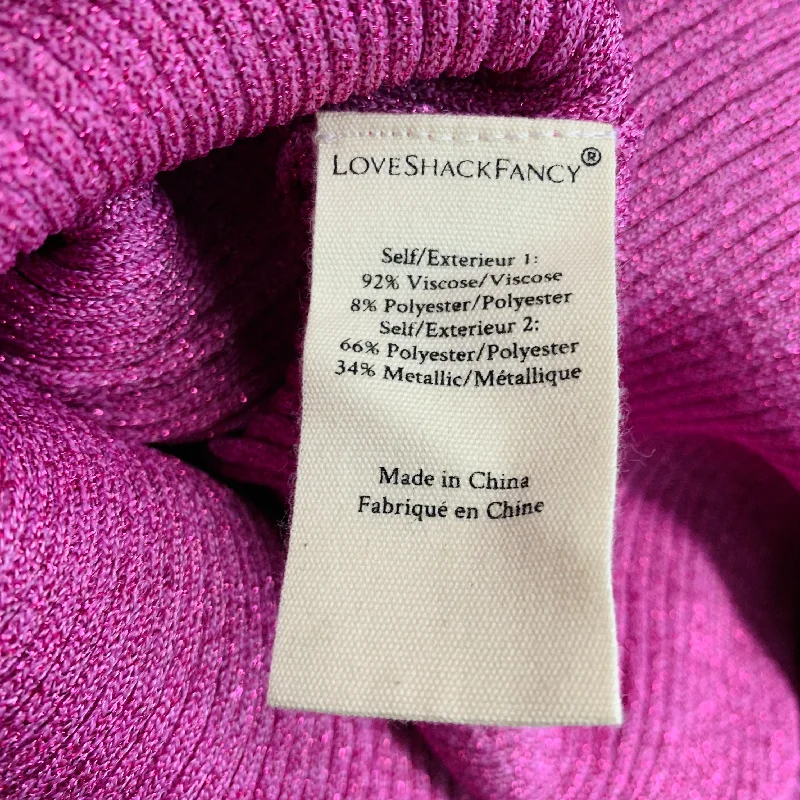 LOVESHACKFANCY®
Self/Exterieur 1:
92% Viscose/Viscose
8% Polyester/Polyester
Self/Exterieur 2:
66% Polyester/Polyester
34% Metallic/Métallique
Made in China
Fabriqué en Chine